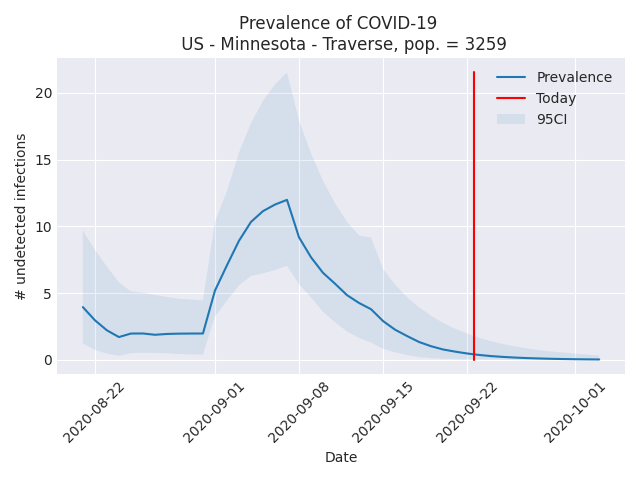 Prevalence of COVID-19
US - Minnesota - Traverse, pop. = 3259
Prevalence
Today
95CI
# undetected infections
20
15
10
5
0
2020-08-22
2020-09-01
2020-09-08
2020-09-15
2020-09-22
2020-10-01
Date